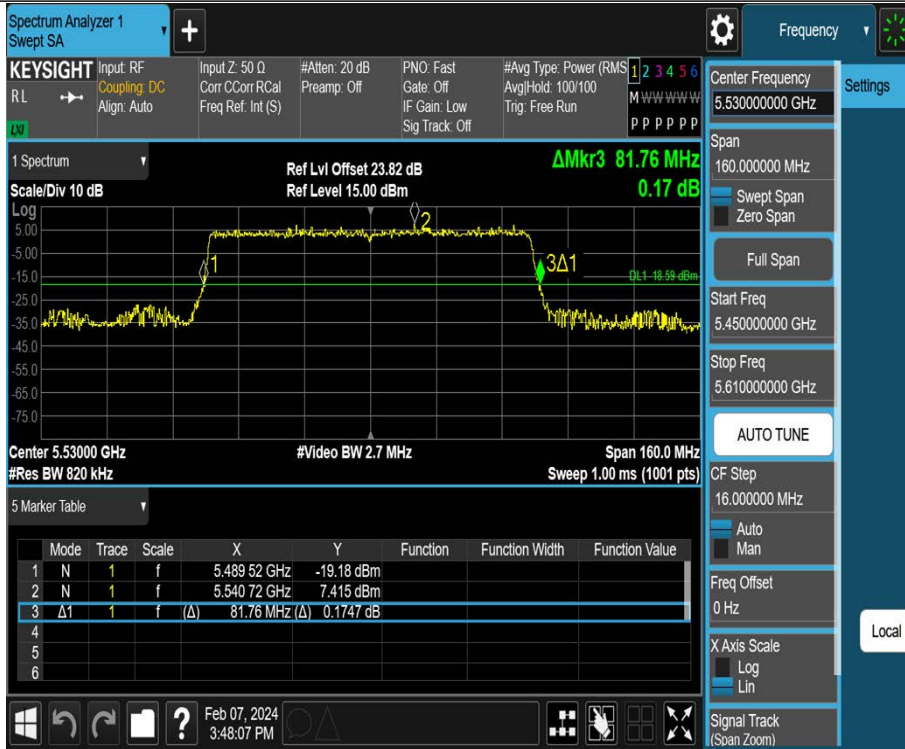 Spectrum Analyzer 1
Swept SA
+
Frequency
KEYSIGHT
RL
LXI
Input: RF
Coupling: DC
Align: Auto
Input Z: 50 Ω
Corr CCorr RCal
Freq Ref: Int (S)
#Atten: 20 dB
Preamp: Off
PNO: Fast
Gate: Off
IF Gain: Low
Sig Track: Off
#Avg Type: Power (RMS
Avg|Hold: 100/100
Trig: Free Run
1 2 3 4 5 6
M W W W W W
P P P P P P
1 Spectrum
Scale/Div 10 dB
Ref Lvl Offset 23.82 dB
Ref Level 15.00 dBm
ΔMkr3 81.76 MHz
0.17 dB
Log
5.00
-5.00
-15.0
-25.0
-35.0
-45.0
-55.0
-65.0
-75.0
1
2
3Δ1
DL1 -18.59 dBm
Center 5.53000 GHz
#Video BW 2.7 MHz
Span 160.0 MHz
#Res BW 820 kHz
Sweep 1.00 ms (1001 pts)
5 Marker Table
Mode Trace Scale X Y Function Function Width Function Value
1 N 1 f 5.489 52 GHz -19.18 dBm
2 N 1 f 5.540 72 GHz 7.415 dBm
3 Δ1 1 f (Δ) 81.76 MHz (Δ) 0.1747 dB
4
5
6
?
Feb 07, 2024
3:48:07 PM
Center Frequency
5.530000000 GHz
Span
160.000000 MHz
Swept Span
Zero Span
Full Span
Start Freq
5.450000000 GHz
Stop Freq
5.610000000 GHz
AUTO TUNE
CF Step
16.000000 MHz
Auto
Man
Freq Offset
0 Hz
X Axis Scale
Log
Lin
Signal Track
(Span Zoom)
Settings
Local